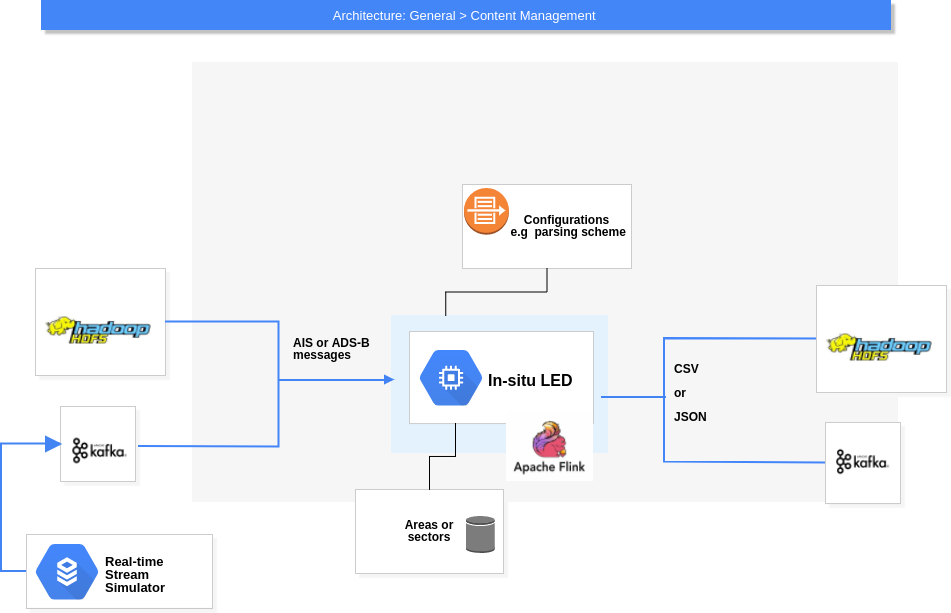 Architecture: General > Content Management
Configurations
e.g parsing scheme
hadoop
HDFS
AIS or ADS-B
messages
In-situ LED
hadoop
HDFS
CSV
or
JSON
kafka
Apache Flink
kafka
Areas or
sectors
Real-time
Stream
Simulator